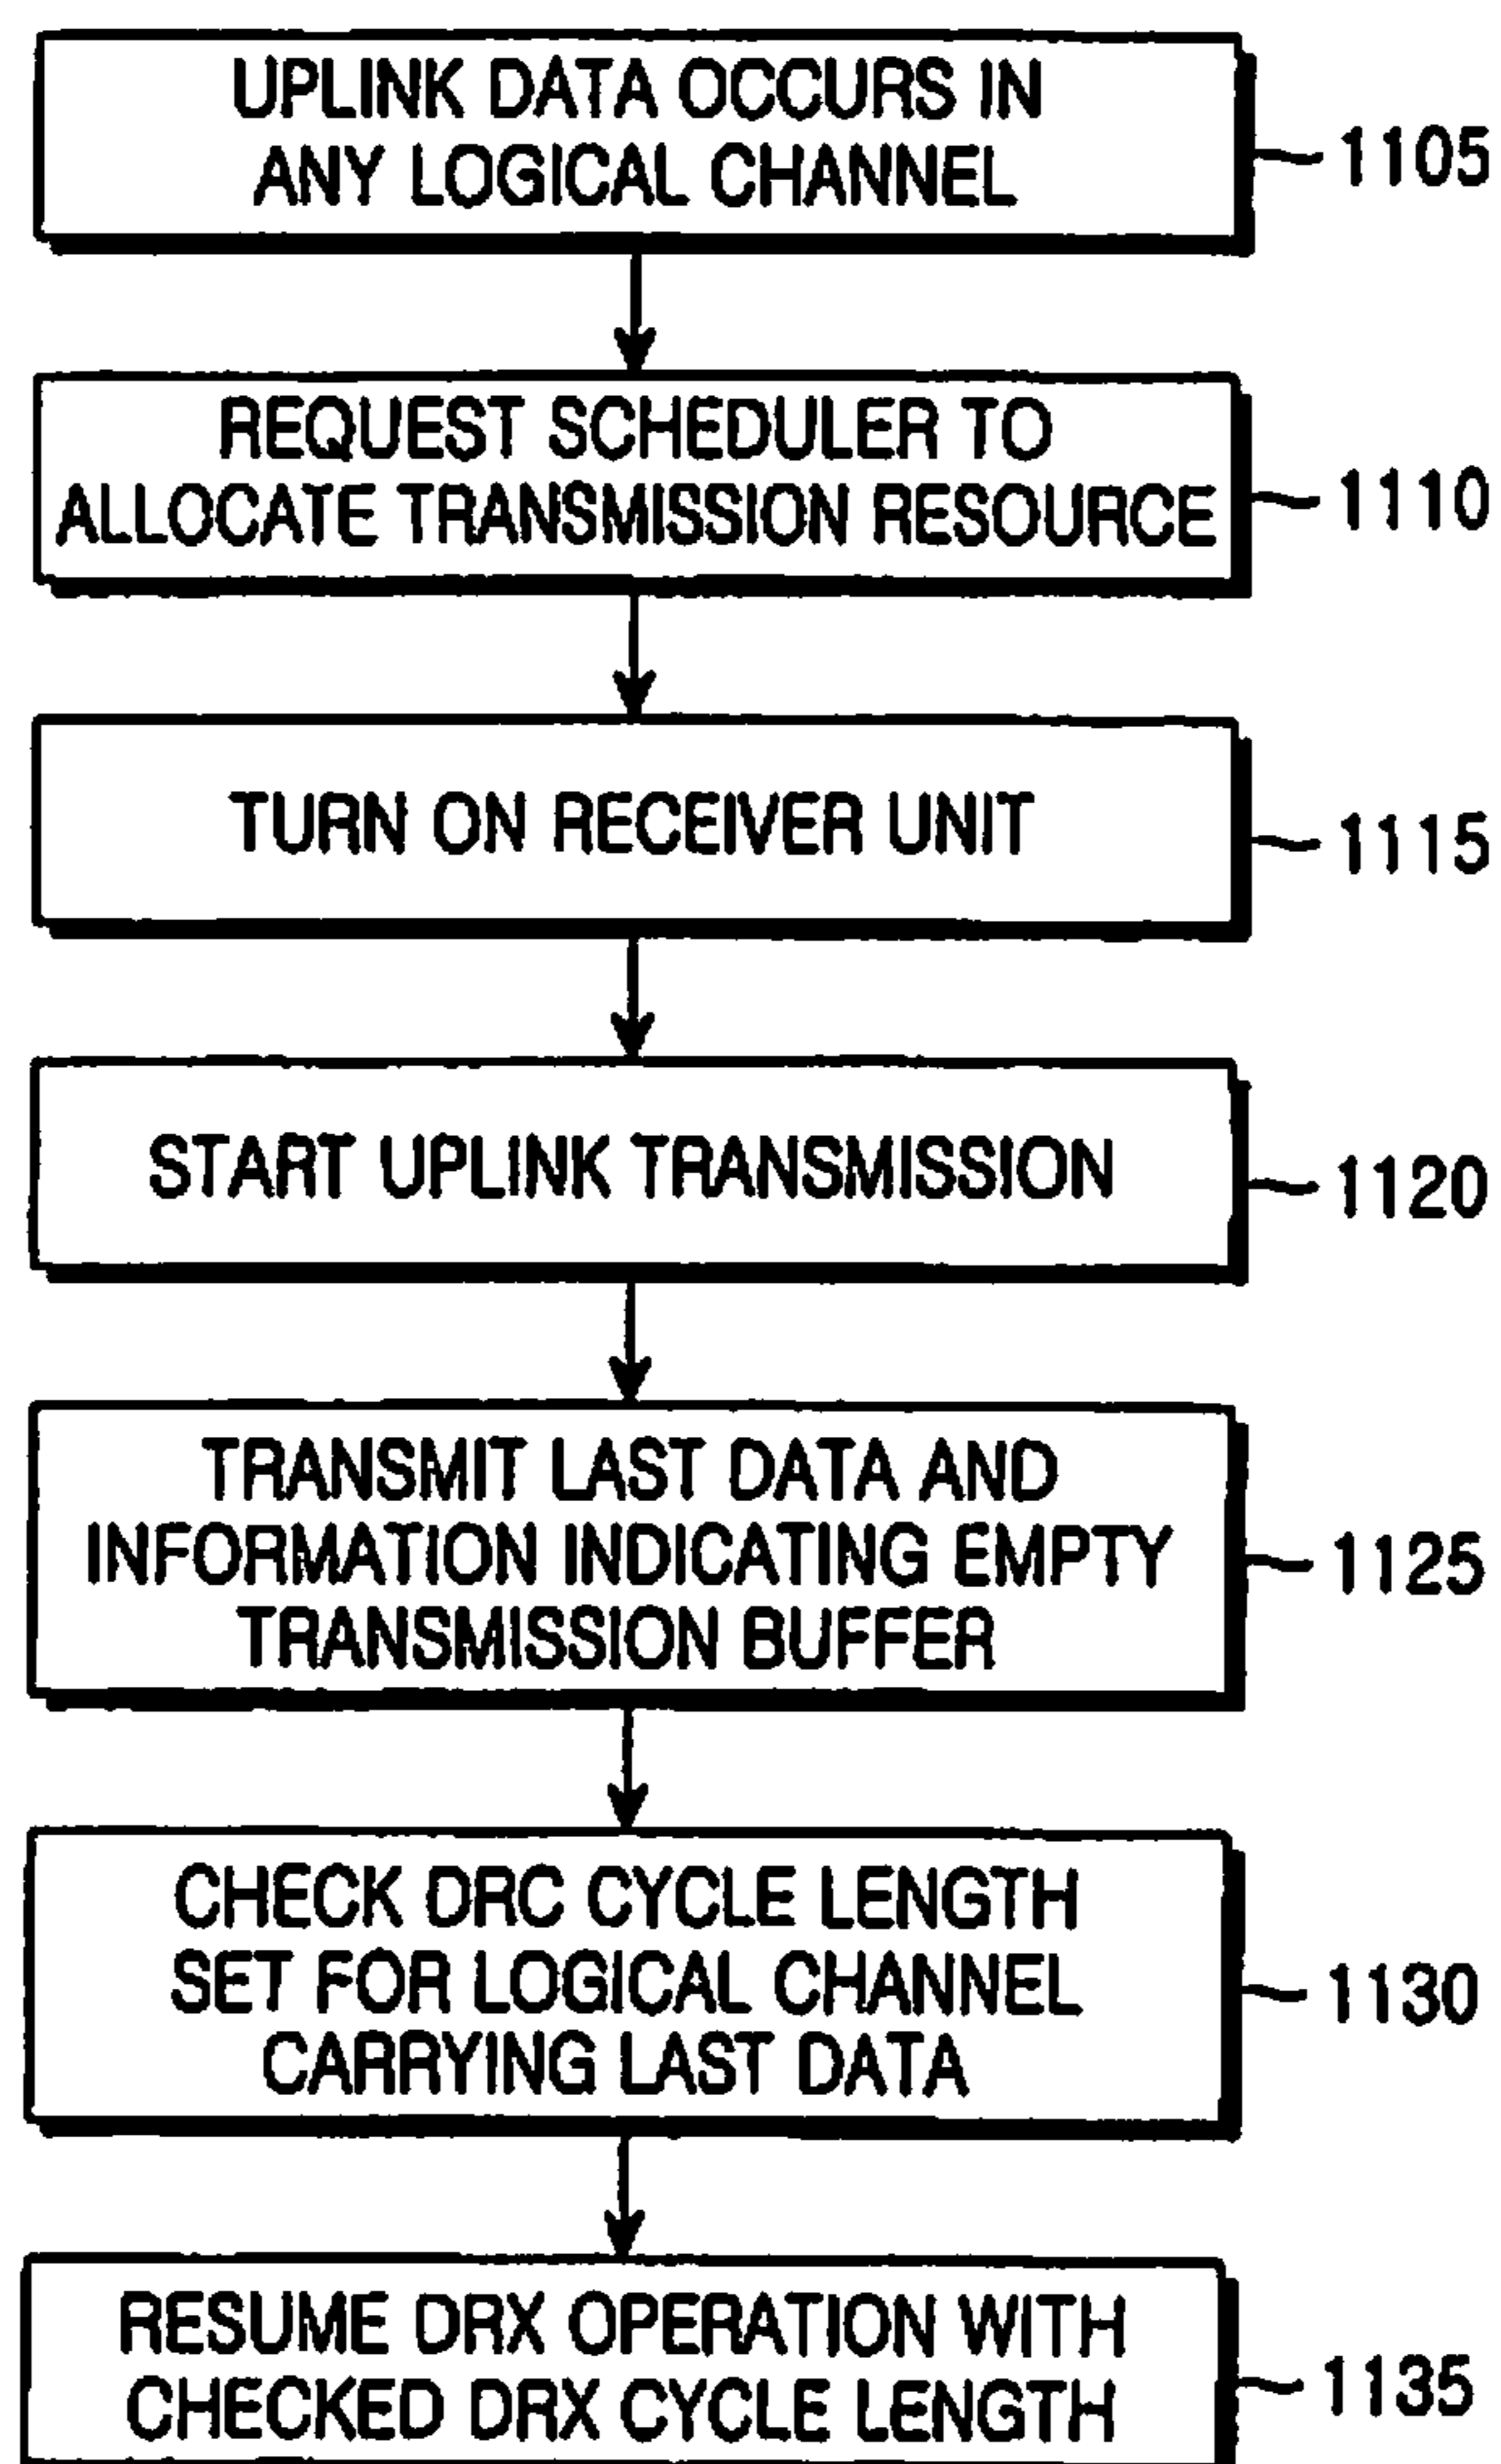 UPLINK DATA OCCURS IN
ANY LOGICAL CHANNEL
1105
REQUEST SCHEDULER TO
ALLOCATE TRANSMISSION RESOURCE
1110
TURN ON RECEIVER UNIT
1115
START UPLINK TRANSMISSION
1120
TRANSMIT LAST DATA AND
INFORMATION INDICATING EMPTY
TRANSMISSION BUFFER
1125
CHECK DRC CYCLE LENGTH
SET FOR LOGICAL CHANNEL
CARRYING LAST DATA
1130
RESUME DRX OPERATION WITH
CHECKED DRX CYCLE LENGTH
1135